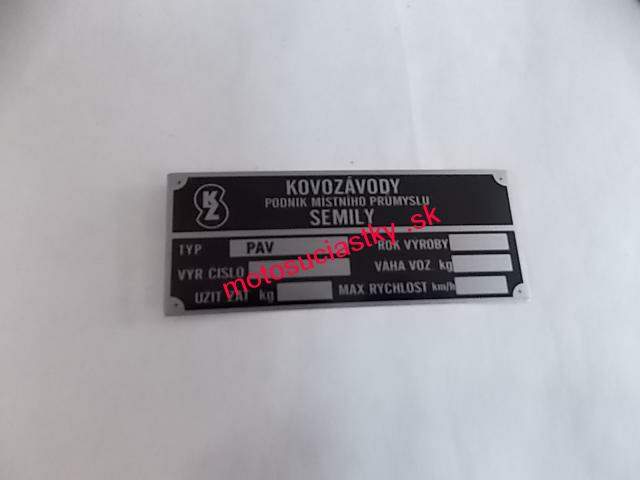 KZ
KOVOZÁVODY
PODNIK MÍSTNÍHO PRŮMYSLU
SEMILY
TYP PAV ROK VÝROBY
VÝR ČÍSLO VÁHA VOZ kg
UŽIT ZAT kg MAX RYCHLOST km/h
motosuciastky .sk